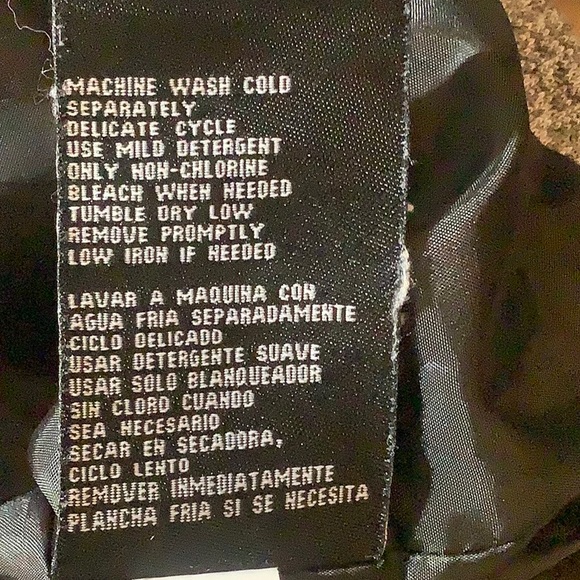 MACHINE WASH COLD
SEPARATELY
DELICATE CYCLE
USE MILD DETERGENT
ONLY NON-CHLORINE
BLEACH WHEN NEEDED
TUMBLE DRY LOW
REMOVE PROMPTLY
LOW IRON IF NEEDED
LAVAR A MAQUINA CON
AGUA FRIA SEPARADAMENTE
CICLO DELICADO
USAR DETERGENTE SUAVE
USAR SOLO BLANQUEADOR
SIN CLORO CUANDO
SEA NECESARIO
SECAR EN SECADORA,
CICLO LENTO
REMOVER INMEDIATAMENTE
PLANCHA FRIA SI SE NECESITA